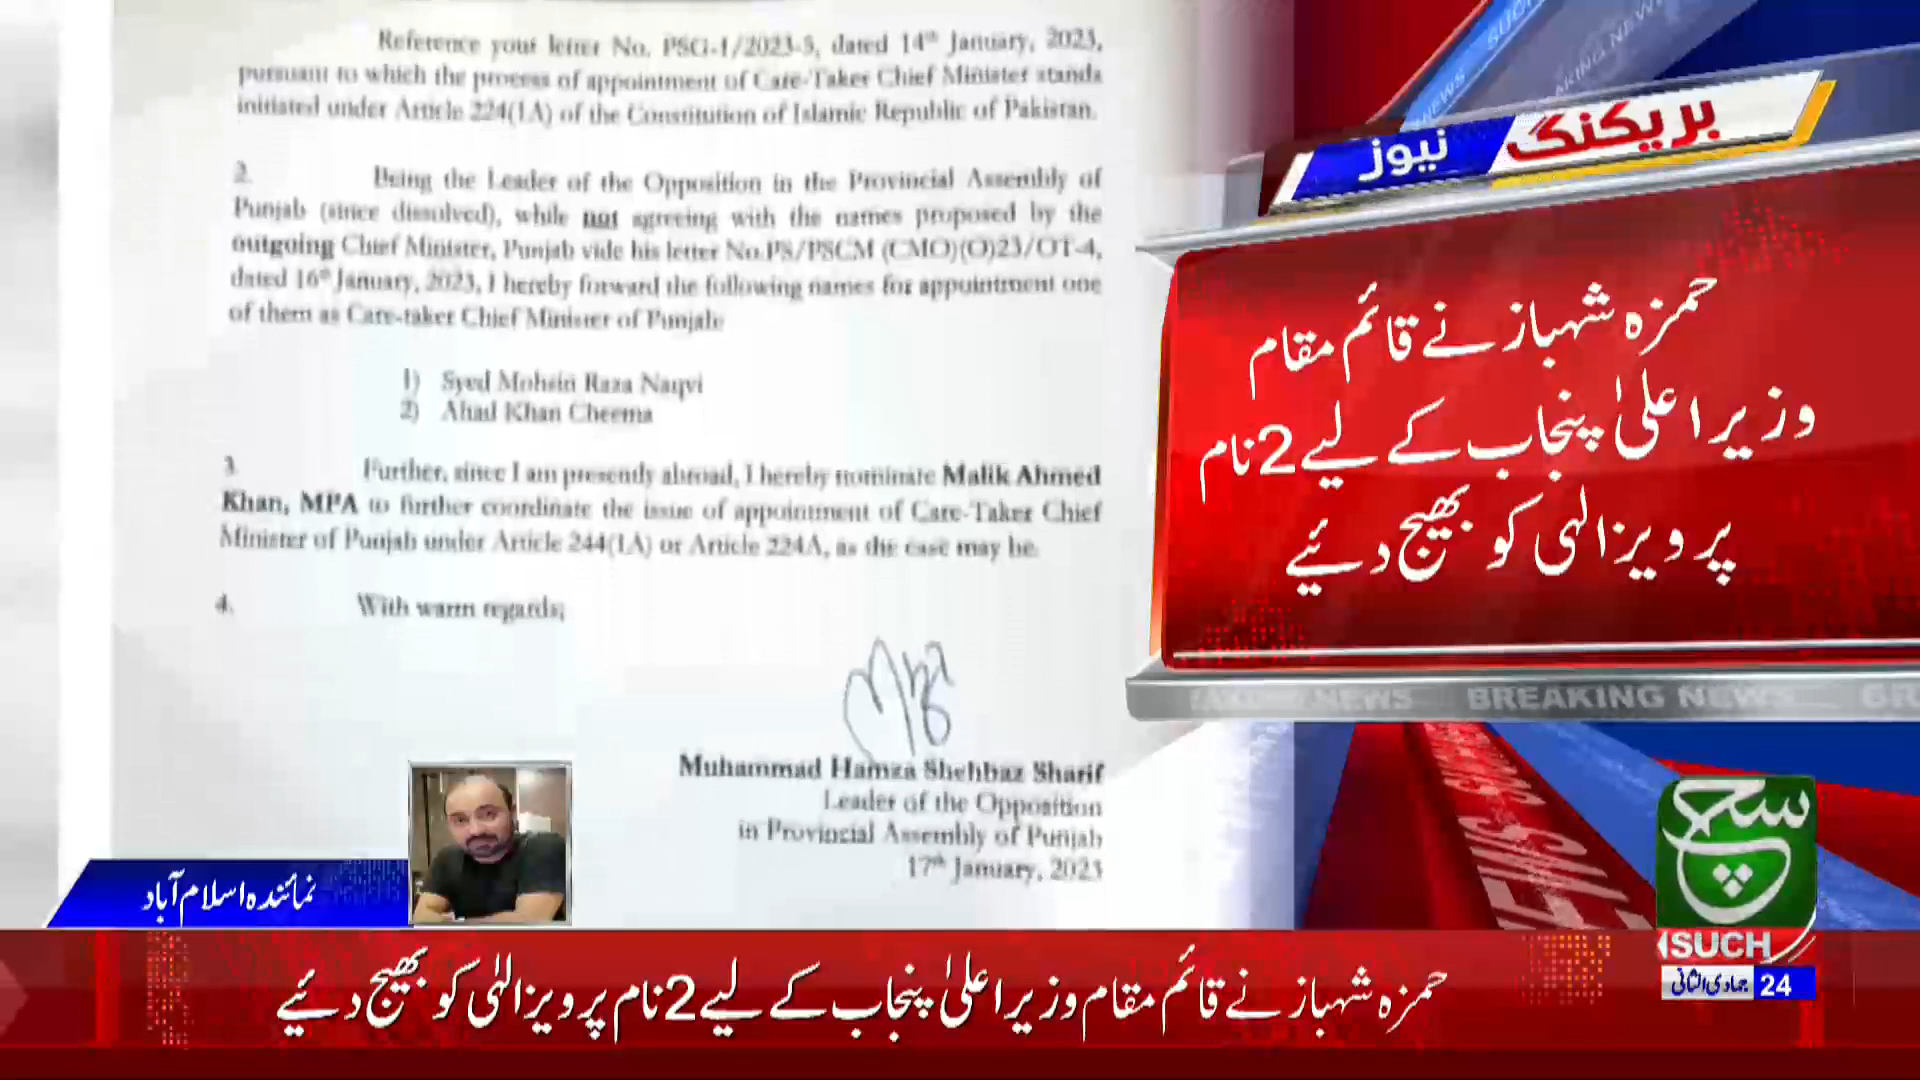 Reference your letter No. PSG-1/2023-5, dated 14th January, 2023,
pursuant to which the process of appointment of Care-Taker Chief Minister stands
initiated under Article 224(1A) of the Constitution of Islamic Republic of Pakistan.
2. Being the Leader of the Opposition in the Provincial Assembly of
Punjab (since dissolved), while not agreeing with the names proposed by the
outgoing Chief Minister, Punjab vide his letter No.PS/PSCM (CMO)(O)23/OT-4,
dated 16th January, 2023, I hereby forward the following names for appointment one
of them as Care-taker Chief Minister of Punjab:
1) Syed Mohsin Raza Naqvi
2) Ahad Khan Cheema
3. Further, since I am presently abroad, I hereby nominate Malik Ahmed
Khan, MPA to further coordinate the issue of appointment of Care-Taker Chief
Minister of Punjab under Article 244(1A) or Article 224A, as the case may be.
4. With warm regards;
Muhammad Hamza Shehbaz Sharif
Leader of the Opposition
in Provincial Assembly of Punjab
17th January, 2023
بریکنگ نیوز
حمزہ شہباز نے قائم مقام
وزیراعلیٰ پنجاب کے لیے 2 نام
پرویزالٰہی کو بھیج دئیے
BREAKING NEWS
سچ
SUCH
24 جمادی الثانی
نمائندہ اسلام آباد
حمزہ شہباز نے قائم مقام وزیراعلیٰ پنجاب کے لیے 2 نام پرویزالٰہی کو بھیج دئیے